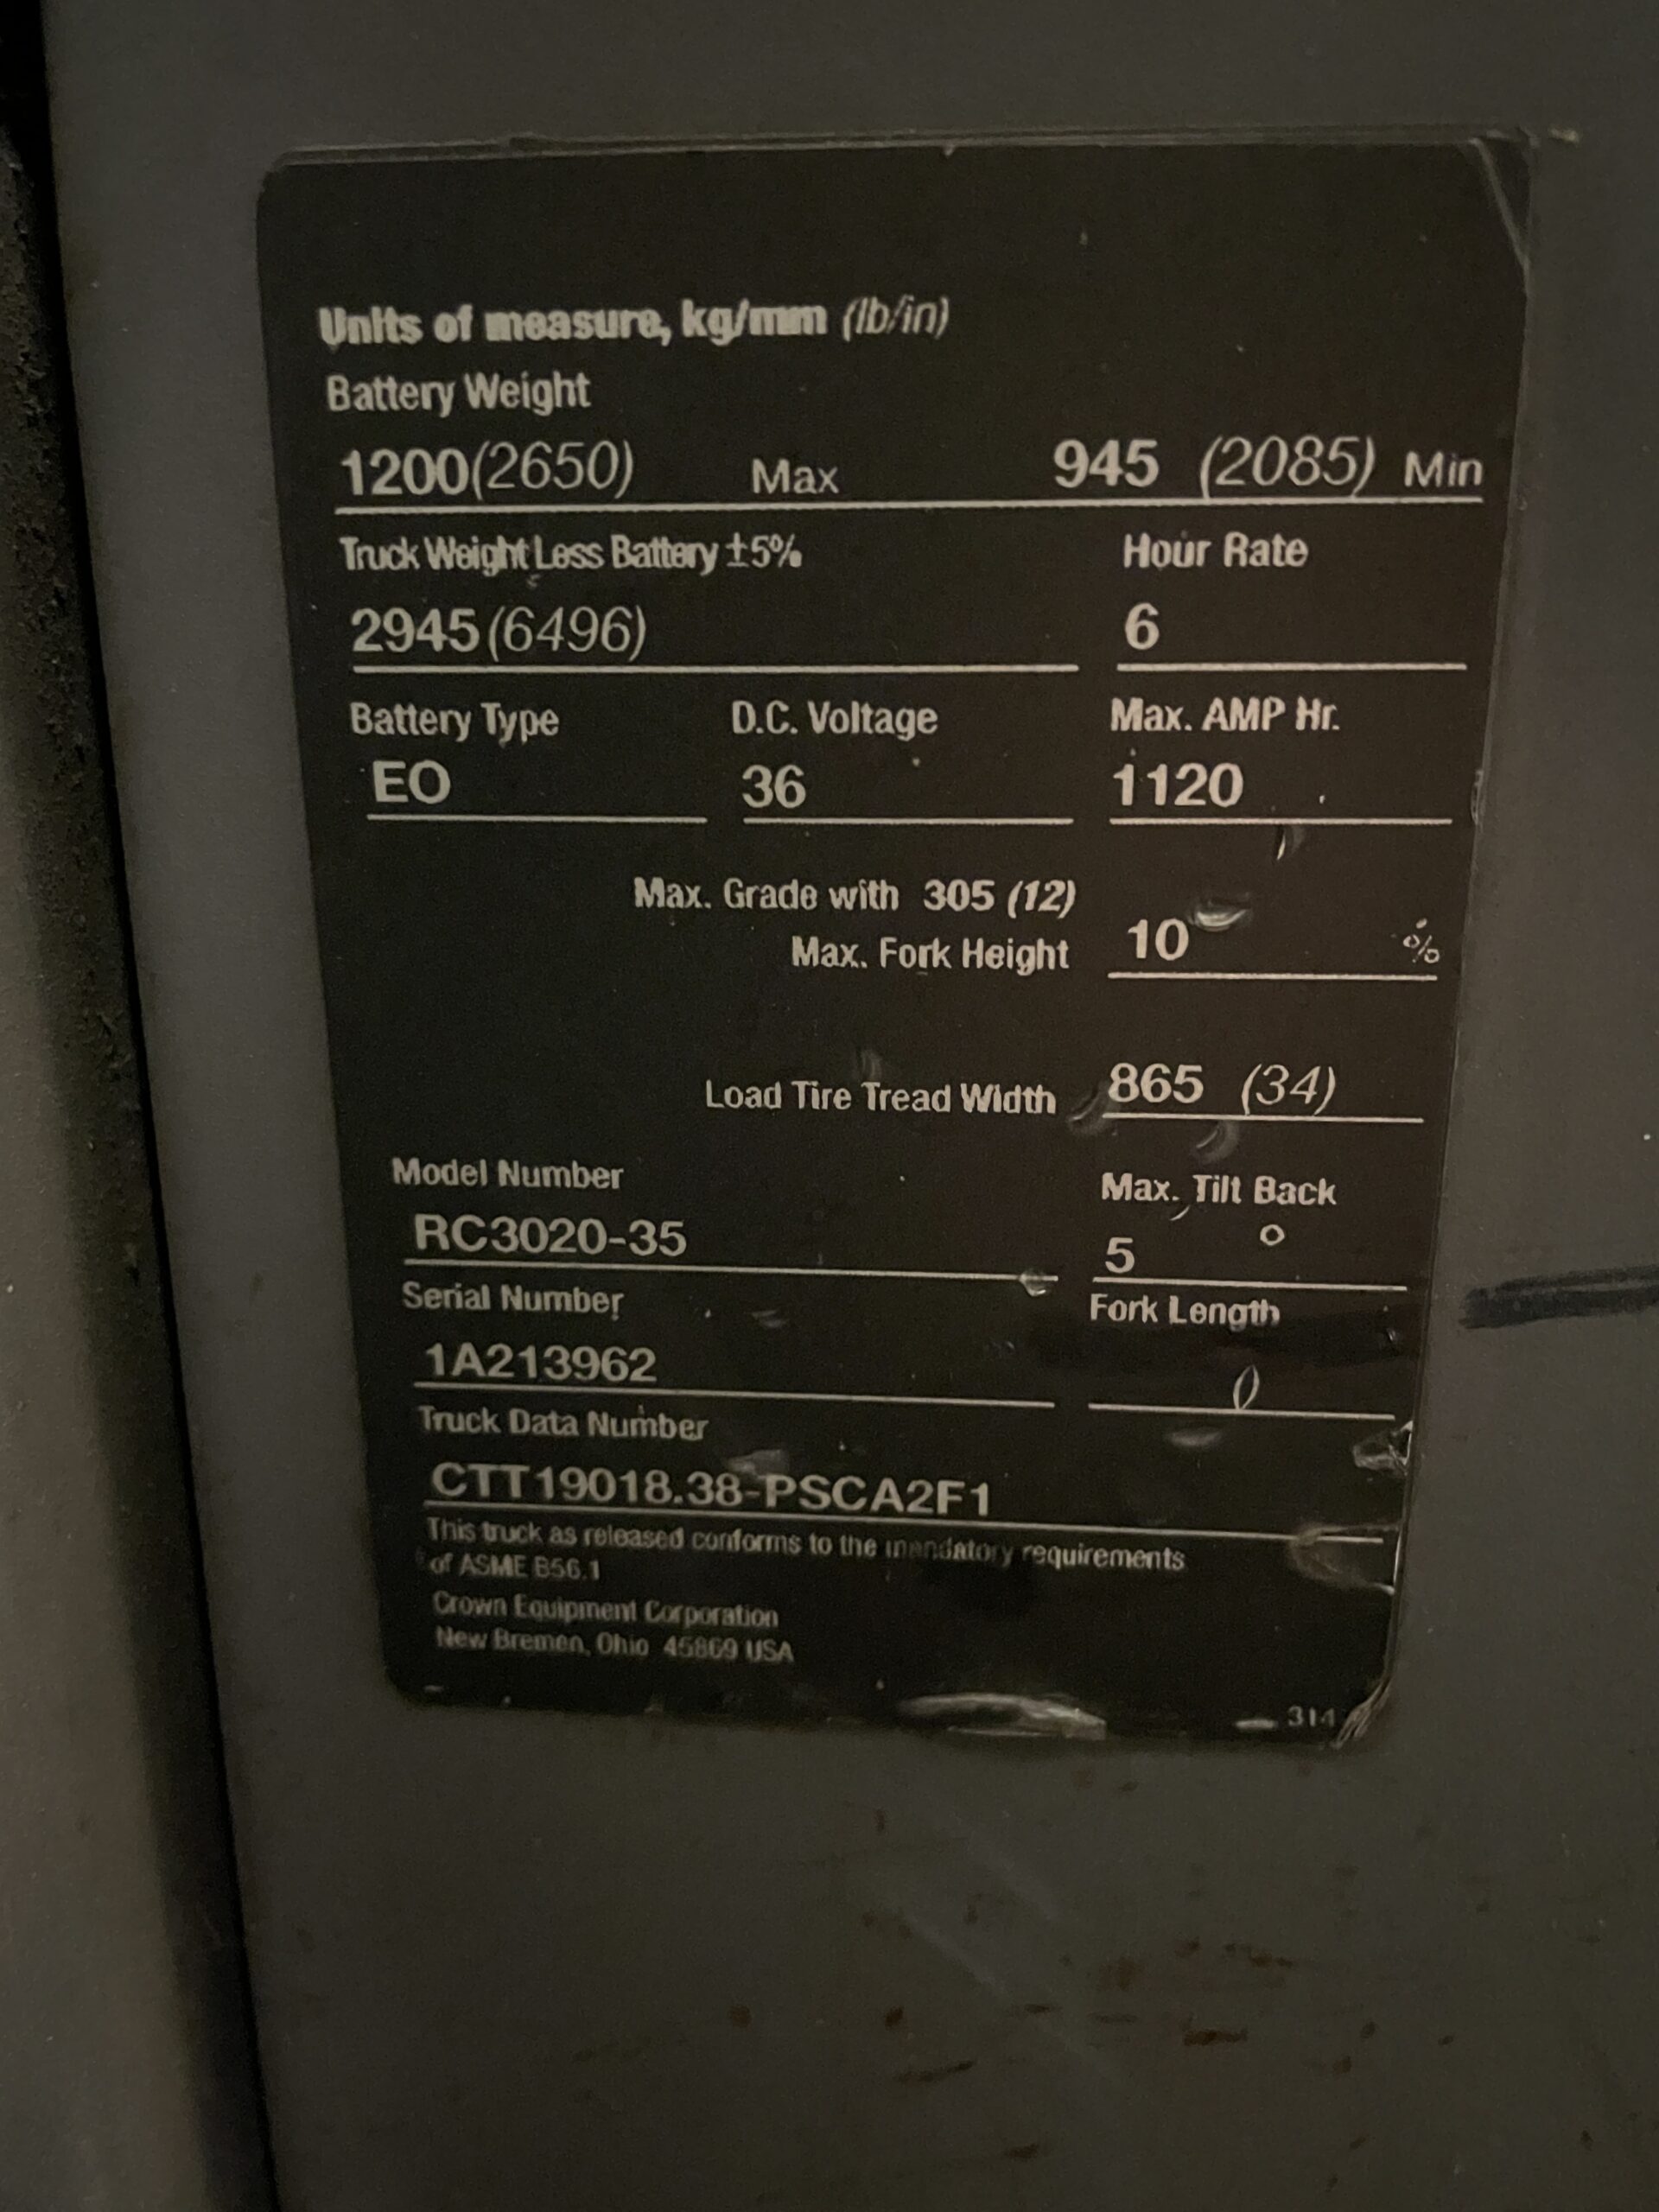 Units of measure, kg/mm (lb/in)
Battery Weight
1200(2650) Max 945 (2085) Min
Truck Weight Less Battery ±5% Hour Rate
2945(6496) 6
Battery Type D.C. Voltage Max. AMP Hr.
EO 36 1120
Max. Grade with 305 (12)
Max. Fork Height 10 %
Load Tire Tread Width 865 (34)
Model Number Max. Tilt Back
RC3020-35 5 °
Serial Number Fork Length
1A213962 ()
Truck Data Number
CTT19018.38-PSCA2F1
This truck as released conforms to the mandatory requirements
of ASME B56.1
Crown Equipment Corporation
New Bremen, Ohio 45869 USA
314